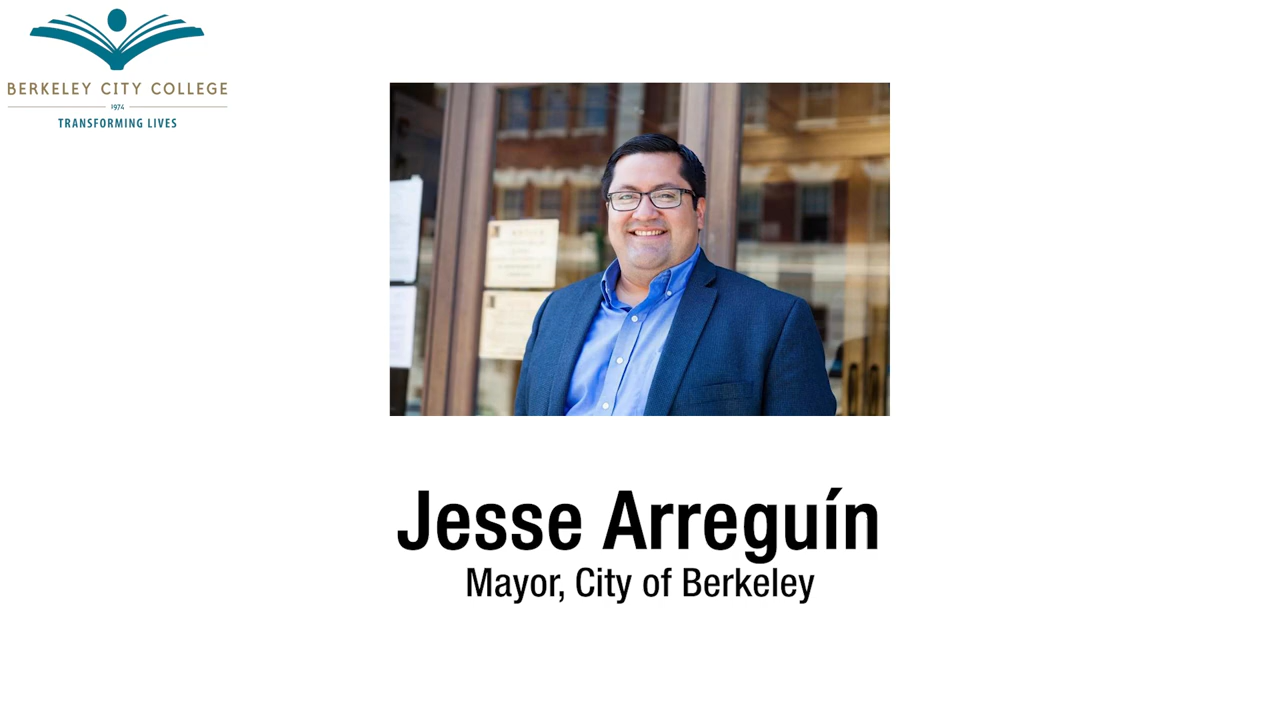 BERKELEY CITY COLLEGE
1974
TRANSFORMING LIVES
Jesse Arreguín
Mayor, City of Berkeley